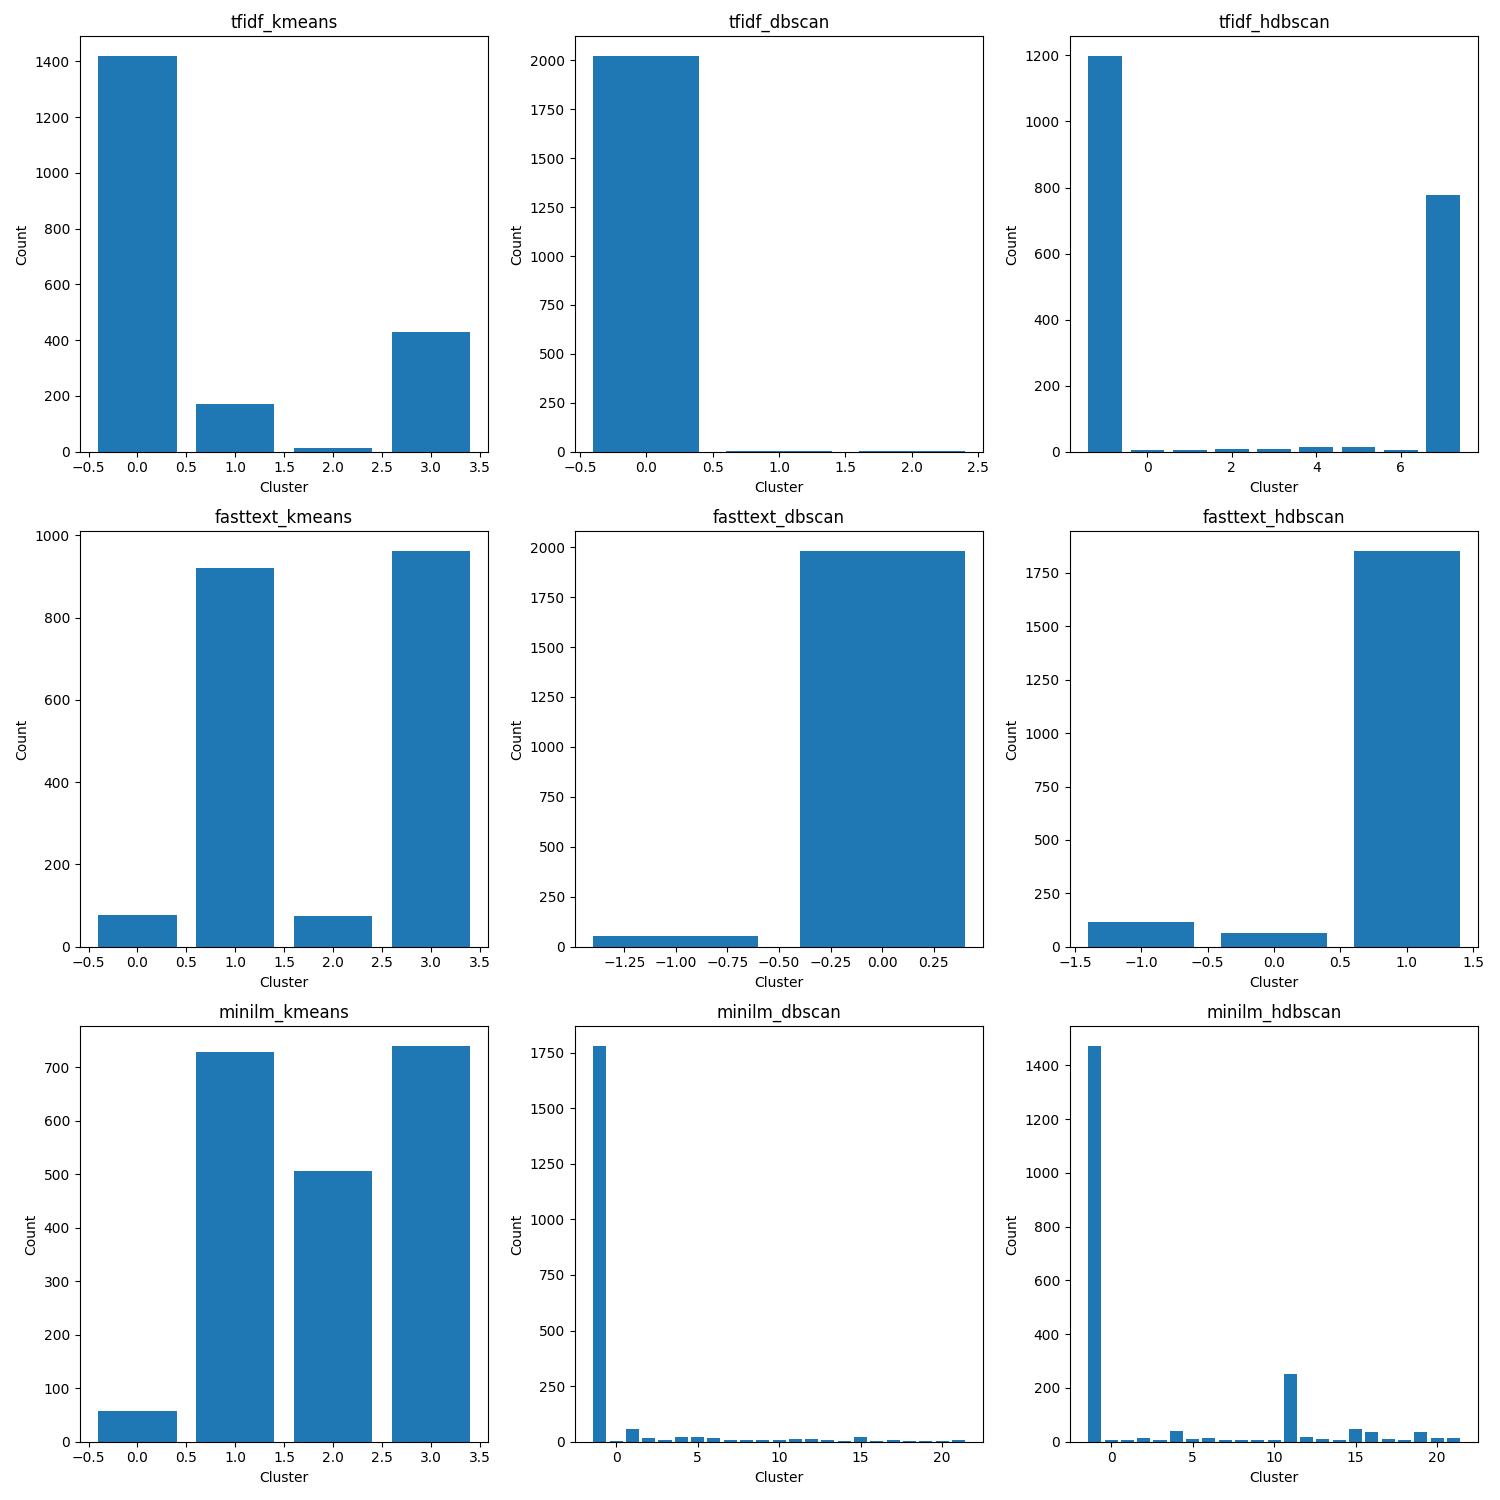 tfidf_kmeans
1400
1200
1000
800
600
400
200
0
Count
−0.5 0.0 0.5 1.0 1.5 2.0 2.5 3.0 3.5
Cluster
tfidf_dbscan
2000
1750
1500
1250
1000
750
500
250
0
Count
−0.5 0.0 0.5 1.0 1.5 2.0 2.5
Cluster
tfidf_hdbscan
1200
1000
800
600
400
200
0
Count
0 2 4 6
Cluster
fasttext_kmeans
1000
800
600
400
200
0
Count
−0.5 0.0 0.5 1.0 1.5 2.0 2.5 3.0 3.5
Cluster
fasttext_dbscan
2000
1750
1500
1250
1000
750
500
250
0
Count
−1.25 −1.00 −0.75 −0.50 −0.25 0.00 0.25
Cluster
fasttext_hdbscan
1750
1500
1250
1000
750
500
250
0
Count
−1.5 −1.0 −0.5 0.0 0.5 1.0 1.5
Cluster
minilm_kmeans
700
600
500
400
300
200
100
0
Count
−0.5 0.0 0.5 1.0 1.5 2.0 2.5 3.0 3.5
Cluster
minilm_dbscan
1750
1500
1250
1000
750
500
250
0
Count
0 5 10 15 20
Cluster
minilm_hdbscan
1400
1200
1000
800
600
400
200
0
Count
0 5 10 15 20
Cluster